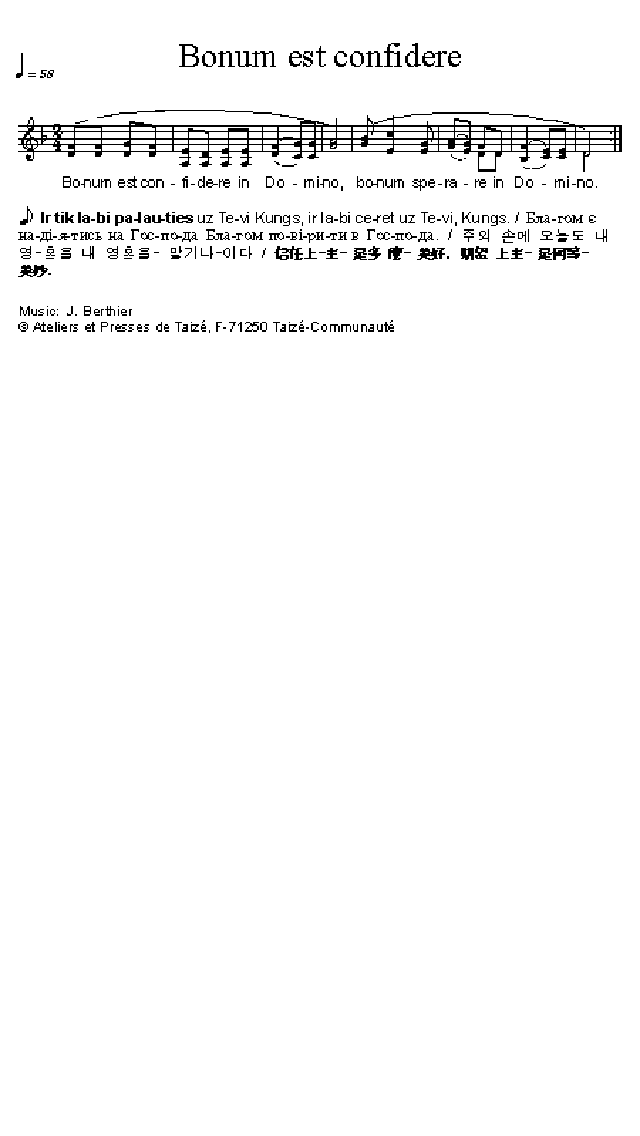 Bonum est confidere
= 58
3 4
Bo-num est con - fi-de-re in Do - mi-no, bo-num spe-ra - re in Do - mi-no.
Ir tik la-bi pa-lau-ties uz Te-vi Kungs, ir la-bi ce-ret uz Te-vi, Kungs. / Бла-гом є
на-ді-я-тись на Гос-по-да Бла-гом по-ві-ри-ти в Гос-по-да. / 주의 손에 오늘도 내
영-혼을 내 영혼을- 맡기나-이다 / 信任上-主- 是多 - 美好, 期望 上主- 是何等-
美妙.
Music: J. Berthier
© Ateliers et Presses de Taizé, F-71250 Taizé-Communauté